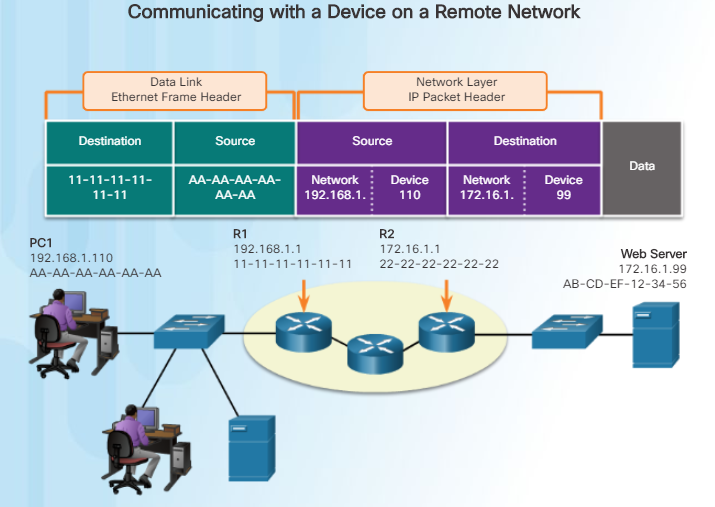 Communicating with a Device on a Remote Network
Data Link
Ethernet Frame Header
Network Layer
IP Packet Header
Destination
Source
Source
Destination
Data
11-11-11-11-
11-11
AA-AA-AA-AA-
AA-AA
Network
192.168.1.
Device
110
Network
172.16.1.
Device
99
PC1
192.168.1.110
AA-AA-AA-AA-AA-AA
R1
192.168.1.1
11-11-11-11-11-11
R2
172.16.1.1
22-22-22-22-22-22
Web Server
172.16.1.99
AB-CD-EF-12-34-56